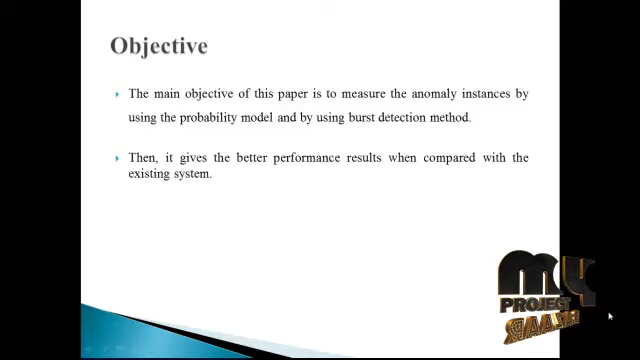 Objective
The main objective of this paper is to measure the anomaly instances by
using the probability model and by using burst detection method.
Then, it gives the better performance results when compared with the
existing system.
PROJECT